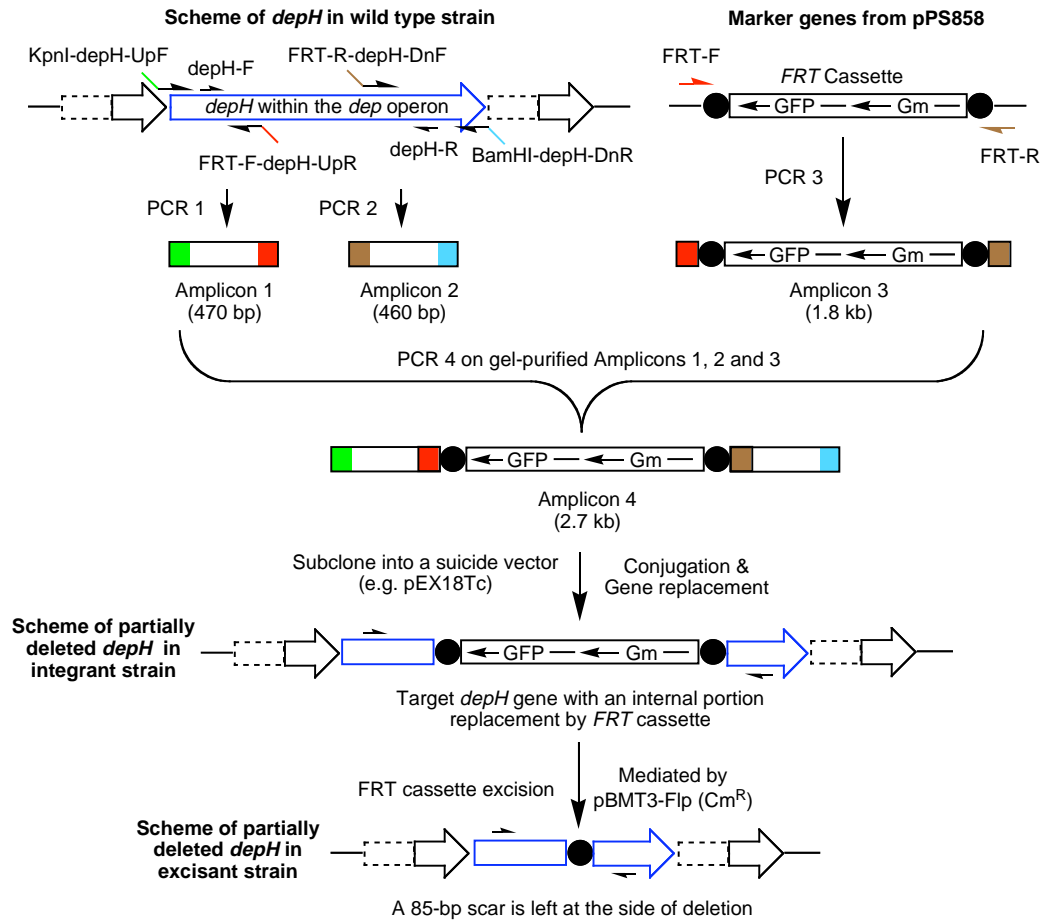 Scheme of depH in wild type strain
Marker genes from pPS858
KpnI-depH-UpF
depH-F
FRT-R-depH-DnF
depH within the dep operon
FRT-F-depH-UpR
depH-R
BamHI-depH-DnR
FRT-F
FRT Cassette
GFP
Gm
FRT-R
PCR 1
PCR 2
PCR 3
Amplicon 1
(470 bp)
Amplicon 2
(460 bp)
GFP
Gm
Amplicon 3
(1.8 kb)
PCR 4 on gel-purified Amplicons 1, 2 and 3
GFP
Gm
Amplicon 4
(2.7 kb)
Subclone into a suicide vector
(e.g. pEX18Tc)
Conjugation &
Gene replacement
Scheme of partially
deleted depH in
integrant strain
GFP
Gm
Target depH gene with an internal portion
replacement by FRT cassette
FRT cassette excision
Mediated by
pBMT3-Flp (CmR)
Scheme of partially
deleted depH in
excisant strain
A 85-bp scar is left at the side of deletion